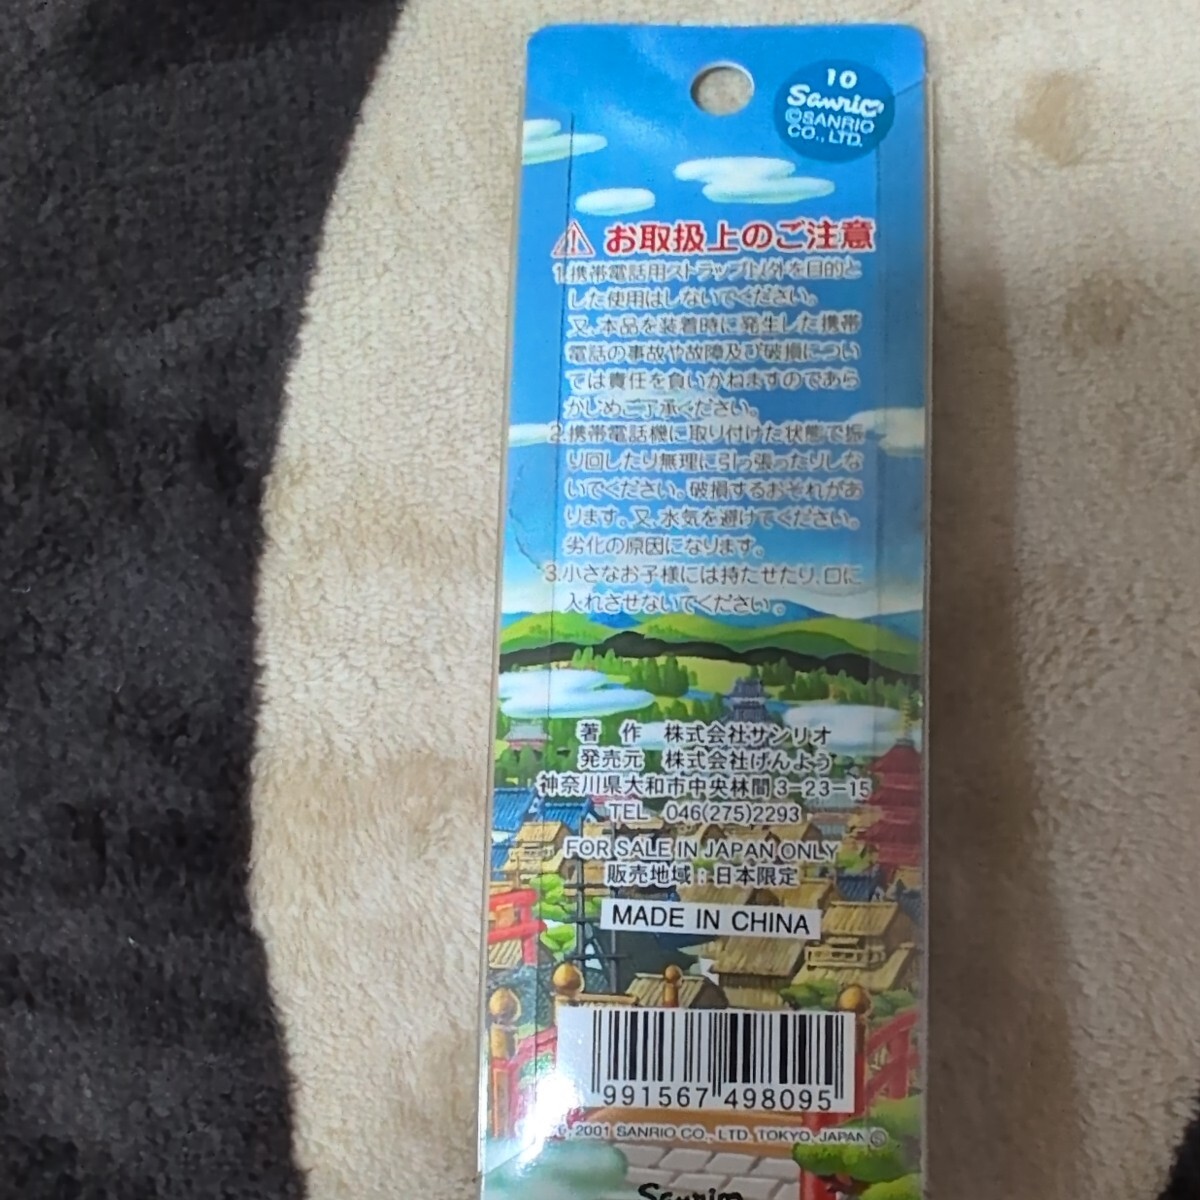 10
Sanrio
©SANRIO
CO., LTD.
お取扱上のご注意
1.携帯電話用ストラップ以外を目的と
した使用はしないでください。
又、本品を装着時に発生した携帯
電話の事故や故障及び破損につい
ては責任を負いかねますのであら
かじめご了承ください。
2.携帯電話機に取り付けた状態で振
り回したり無理に引っ張ったりしな
いでください。破損するおそれがあ
ります。又、水気を避けてください。
劣化の原因になります。
3.小さなお子様には持たせたり、口に
入れさせないでください。
著 作 株式会社サンリオ
発売元 株式会社げんよう
神奈川県大和市中央林間3-23-15
TEL 046(275)2293
FOR SALE IN JAPAN ONLY
販売地域:日本限定
MADE IN CHINA
991567 498095
2001 SANRIO CO., LTD. TOKYO, JAPAN
Sanrio